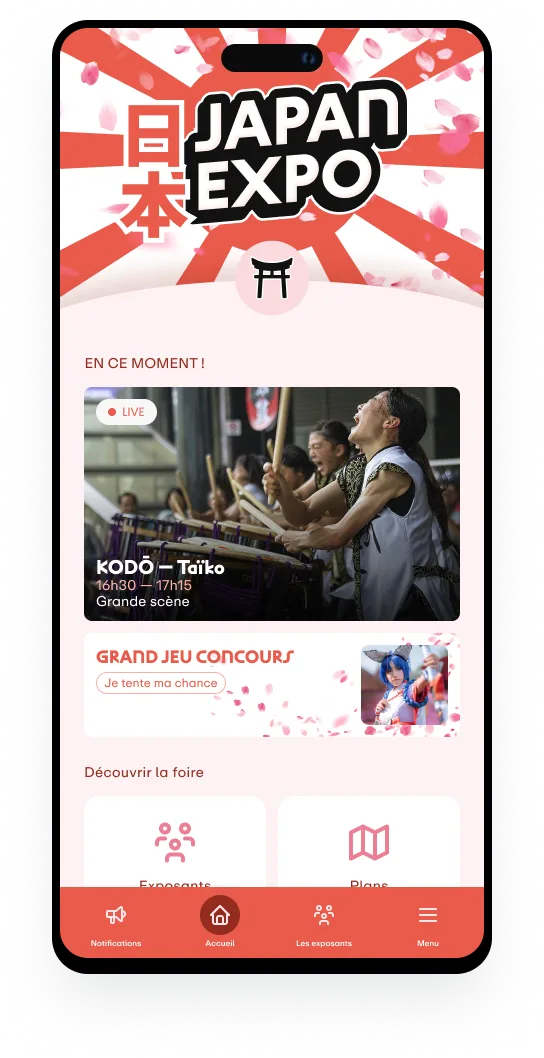 日本
JAPAN
EXPO
EN CE MOMENT !
LIVE
KODŌ — Taïko
16h30 — 17h15
Grande scène
GRAND JEU CONCOURS
Je tente ma chance
Découvrir la foire
Exposants
Plans
Notifications
Accueil
Les exposants
Menu